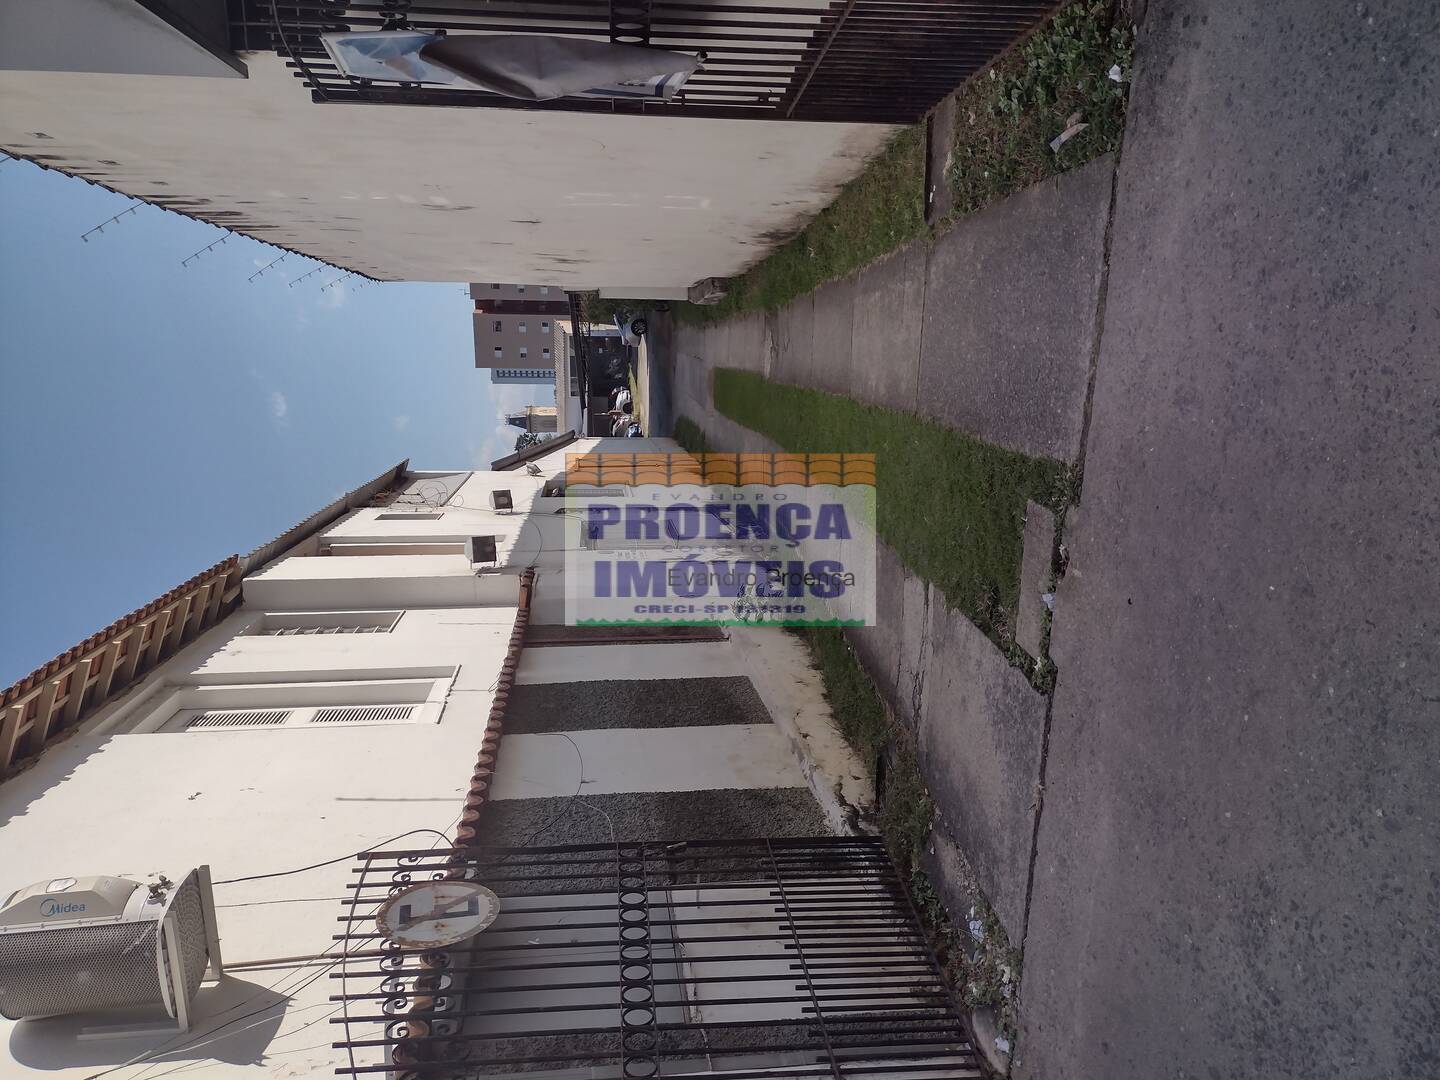 EVANDRO
PROENÇA
CORRETOR
IMÓVEIS
Evandro Proença
Midea